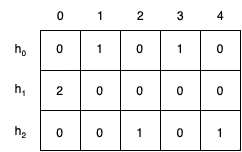 0 1 2 3 4
h₀ 0 1 0 1 0
h₁ 2 0 0 0 0
h₂ 0 0 1 0 1